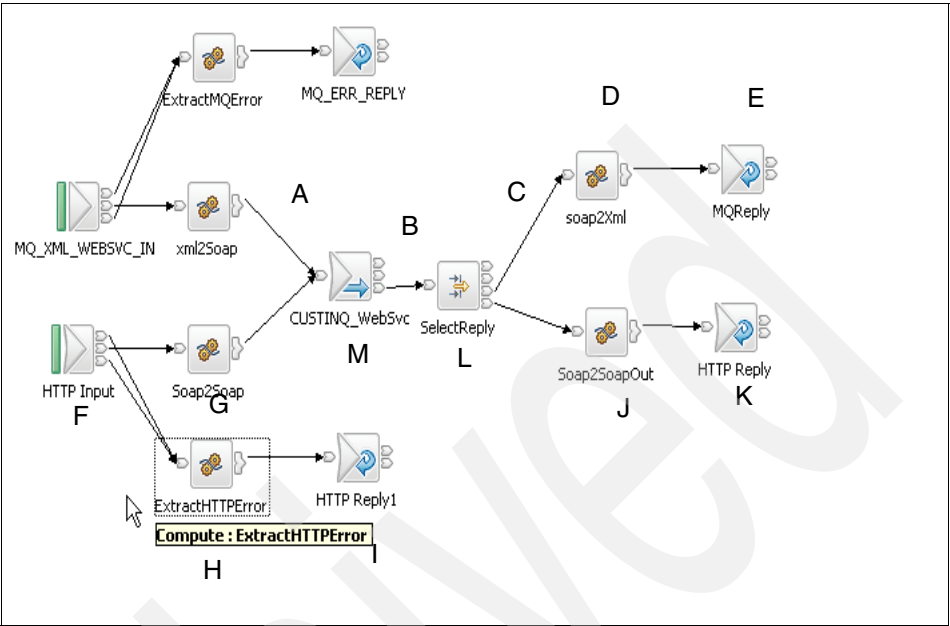 ExtractMQError
MQ_ERR_REPLY
D
E
MQ_XML_WEBSVC_IN
xml2Soap
A
B
C
soap2Xml
MQReply
CUSTINQ_WebSvc
SelectReply
M
L
HTTP Input
Soap2Soap
F
G
Soap2SoapOut
HTTP Reply
J
K
ExtractHTTPError
HTTP Reply1
Compute : ExtractHTTPError
I
H